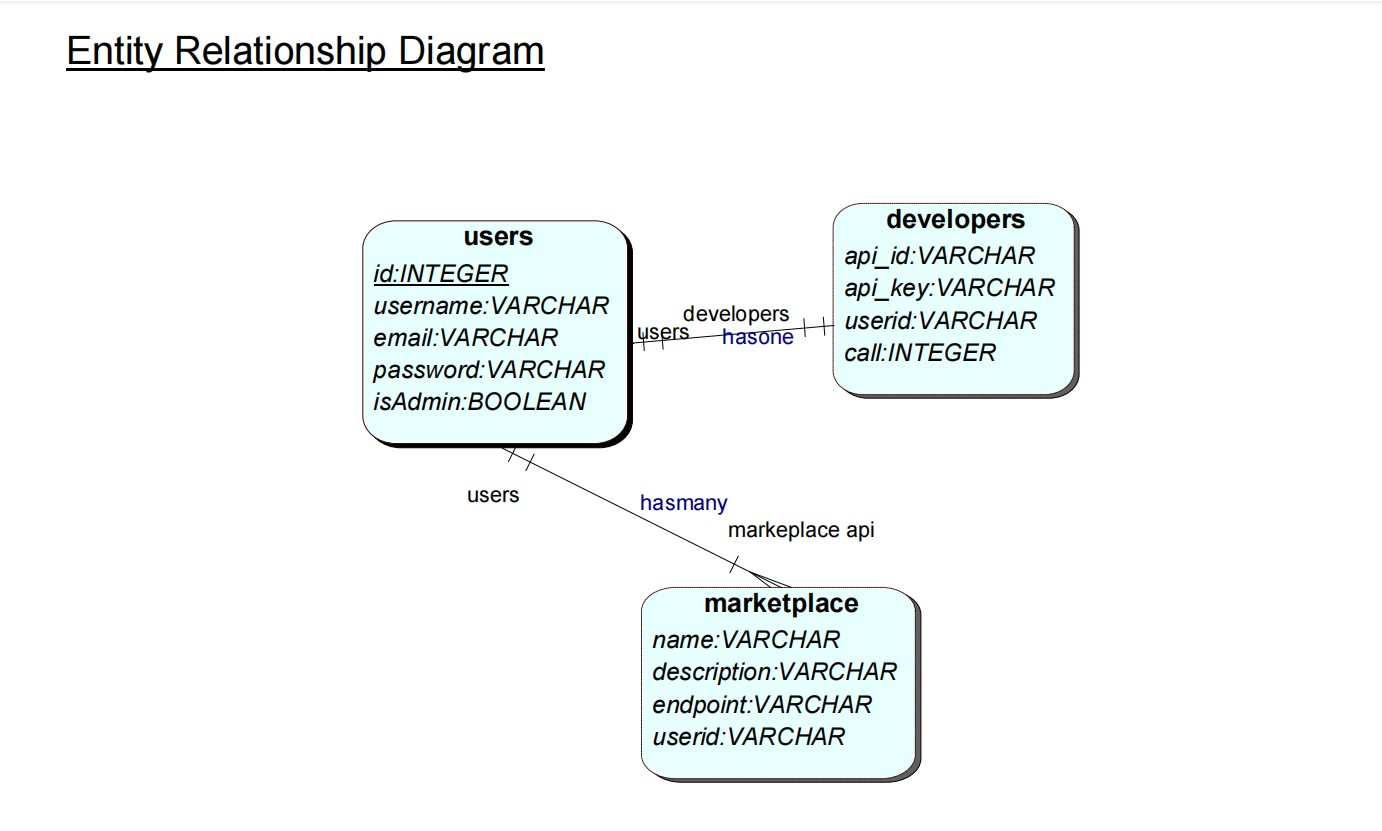 Entity Relationship Diagram
users
id:INTEGER
username:VARCHAR
email:VARCHAR
password:VARCHAR
isAdmin:BOOLEAN
developers
users
hasone
developers
api_id:VARCHAR
api_key:VARCHAR
userid:VARCHAR
call:INTEGER
users
hasmany
markeplace api
marketplace
name:VARCHAR
description:VARCHAR
endpoint:VARCHAR
userid:VARCHAR